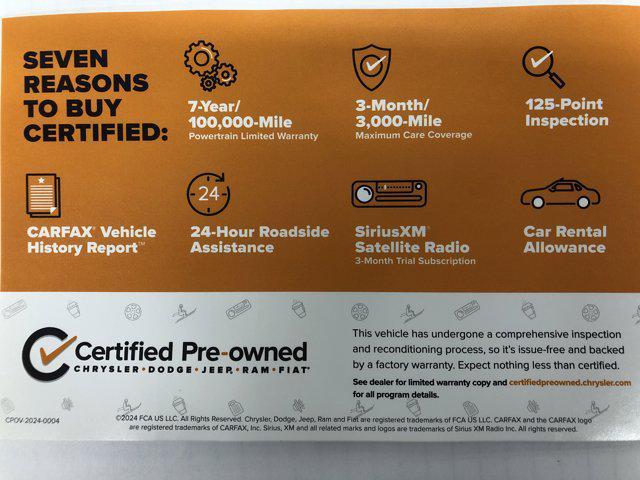 SEVEN
REASONS
TO BUY
CERTIFIED:
7-Year/
100,000-Mile
Powertrain Limited Warranty
3-Month/
3,000-Mile
Maximum Care Coverage
125-Point
Inspection
CARFAX® Vehicle
History Report™
24
24-Hour Roadside
Assistance
SiriusXM®
Satellite Radio
3-Month Trial Subscription
Car Rental
Allowance
Certified Pre-owned
CHRYSLER • DODGE • JEEP® • RAM • FIAT®
This vehicle has undergone a comprehensive inspection
and reconditioning process, so it's issue-free and backed
by a factory warranty. Expect nothing less than certified.
See dealer for limited warranty copy and certifiedpreowned.chrysler.com
for all program details.
CPOV-2024-0004
©2024 FCA US LLC. All Rights Reserved. Chrysler, Dodge, Jeep, Ram and Fiat are registered trademarks of FCA US LLC. CARFAX and the CARFAX logo
are registered trademarks of CARFAX, Inc. Sirius, XM and all related marks and logos are trademarks of Sirius XM Radio Inc. All rights reserved.